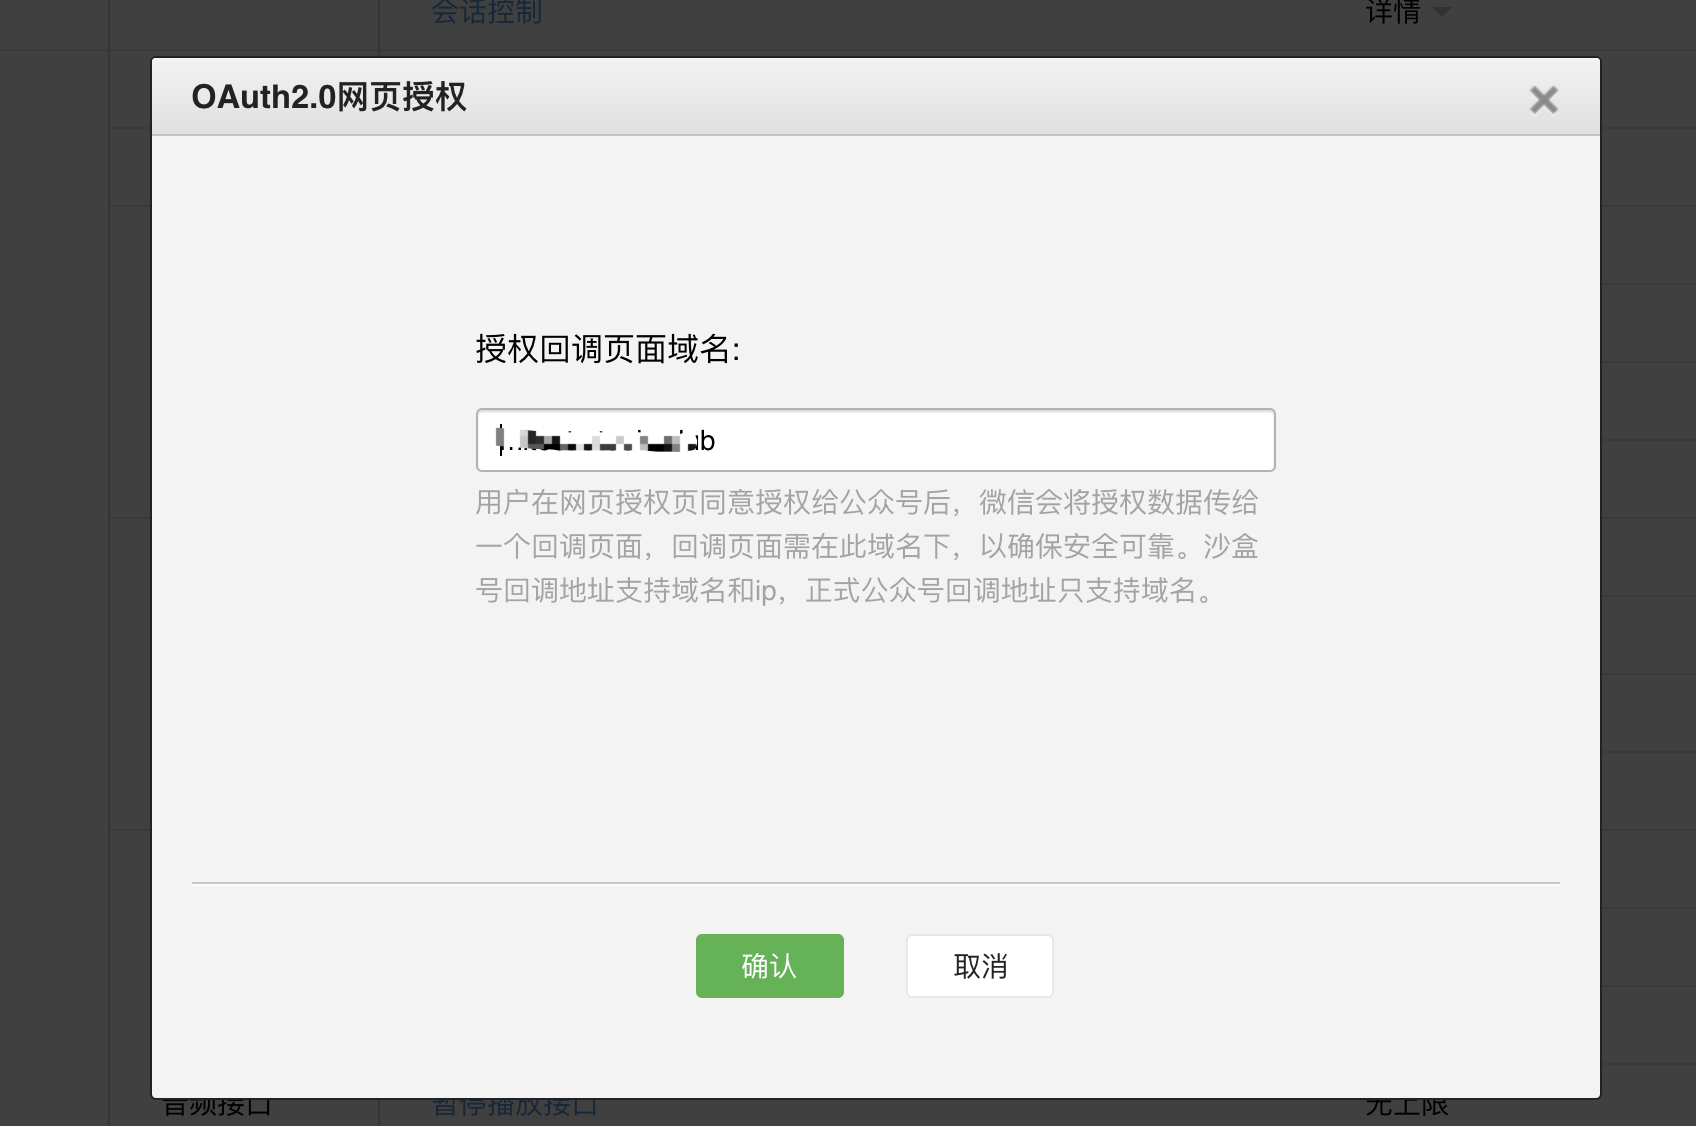 会话控制
详情
OAuth2.0网页授权
授权回调页面域名:
用户在网页授权页同意授权给公众号后，微信会将授权数据传给
一个回调页面，回调页面需在此域名下，以确保安全可靠。沙盒
号回调地址支持域名和ip，正式公众号回调地址只支持域名。
确认
取消
音频接口
暂停播放接口
无上限